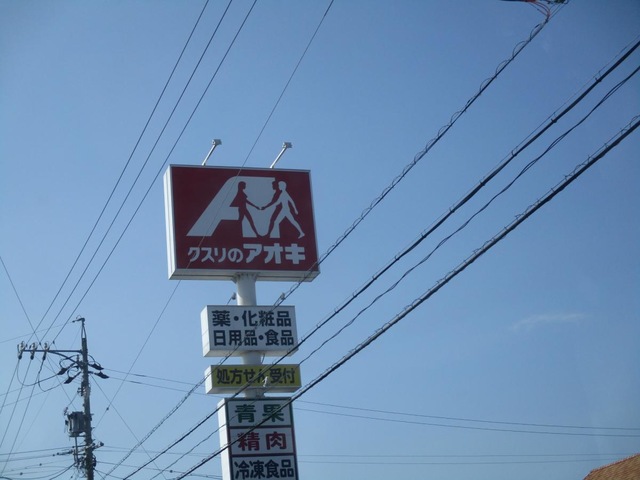 クスリのアオキ
薬・化粧品
日用品・食品
処方せん受付
青果
精肉
冷凍食品